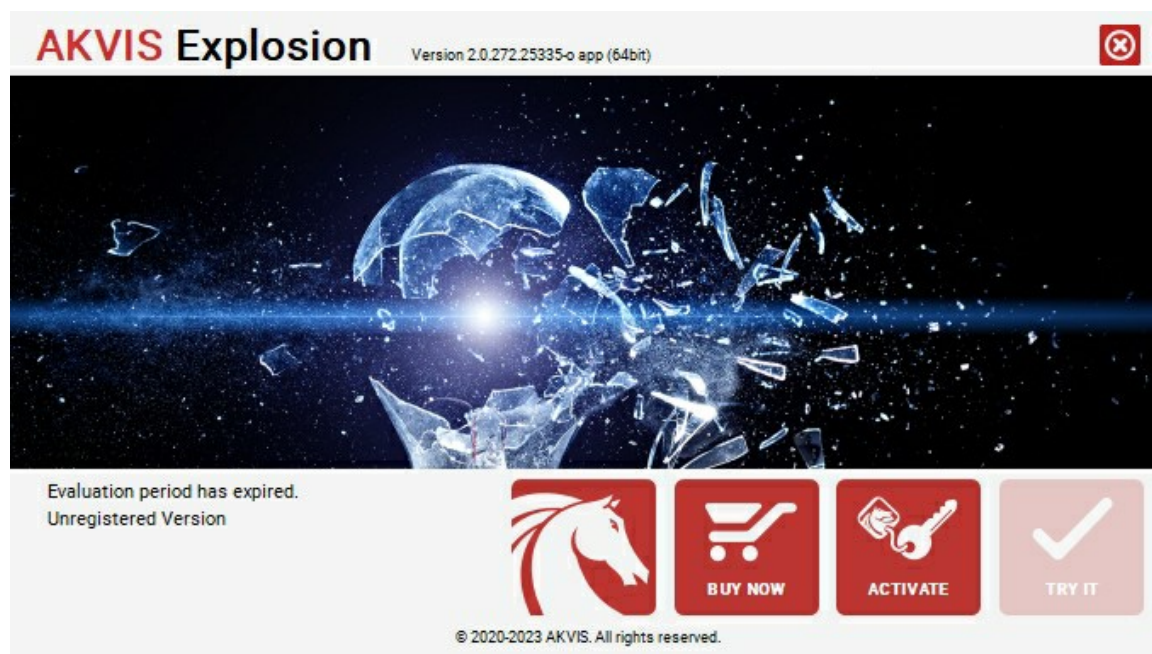 AKVIS Explosion Version 2.0.272.25335-o app (64bit)
Evaluation period has expired.
Unregistered Version
BUY NOW
ACTIVATE
TRY IT
© 2020-2023 AKVIS. All rights reserved.